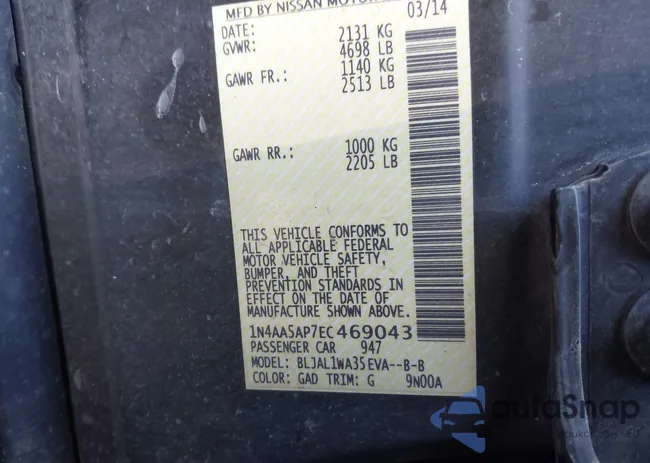 MFD BY NISSAN MOTOR
DATE: 03/14
GVWR: 2131 KG
4698 LB
GAWR FR.: 1140 KG
2513 LB
GAWR RR.: 1000 KG
2205 LB
THIS VEHICLE CONFORMS TO
ALL APPLICABLE FEDERAL
MOTOR VEHICLE SAFETY,
BUMPER, AND THEFT
PREVENTION STANDARDS IN
EFFECT ON THE DATE OF
MANUFACTURE SHOWN ABOVE.
1N4AA5AP7EC469043
PASSENGER CAR 947
MODEL: BLJAL1WA35EVA--B-B
COLOR: GAD TRIM: G 9N00A
autoSnap